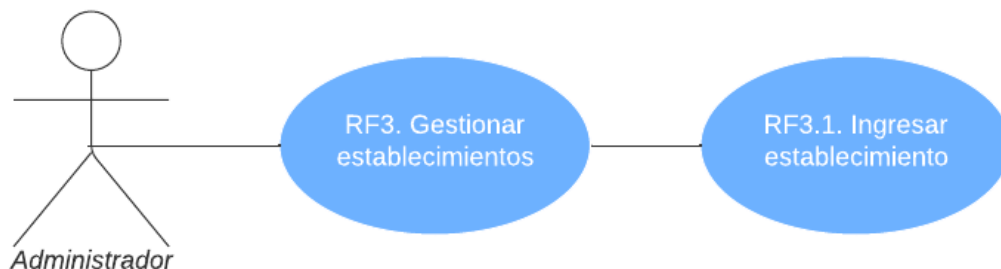 RF3. Gestionar
establecimientos
RF3.1. Ingresar
establecimiento
Administrador